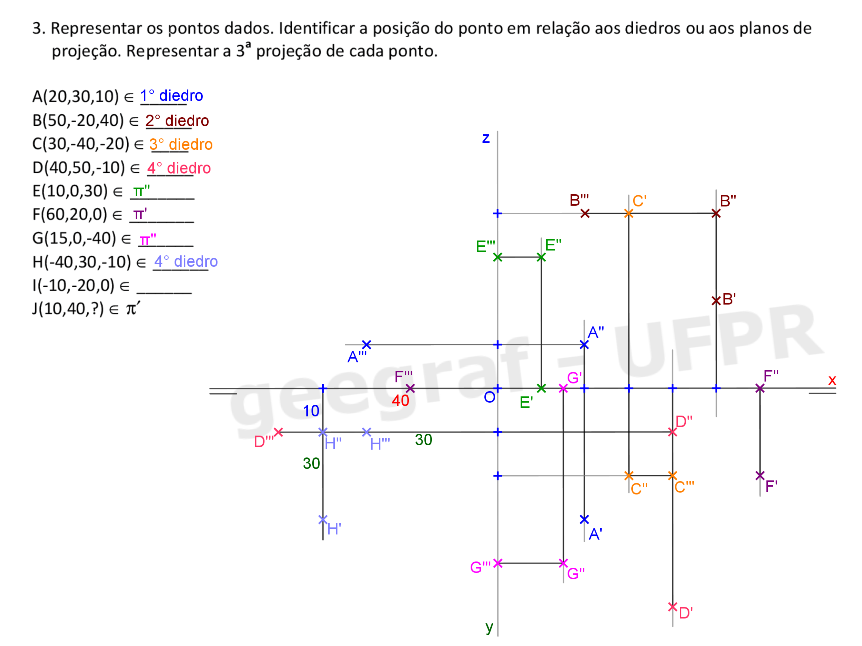 3. Representar os pontos dados. Identificar a posição do ponto em relação aos diedros ou aos planos de
projeção. Representar a 3ª projeção de cada ponto.
A(20,30,10) ∈ 1° diedro
B(50,-20,40) ∈ 2° diedro
C(30,-40,-20) ∈ 3° diedro
D(40,50,-10) ∈ 4° diedro
E(10,0,30) ∈ π"
F(60,20,0) ∈ π'
G(15,0,-40) ∈ π"
H(-40,30,-10) ∈ 4° diedro
I(-10,-20,0) ∈ ______
J(10,40,?) ∈ π′
z
B'" C' B"
E'" E"
B'
A"
A'"
F'" G' F" x
40 O E'
10
D'" H" H'" 30 D"
30
C" C'" F'
H' A'
G'" G"
D'
y
geegraf - UFPR